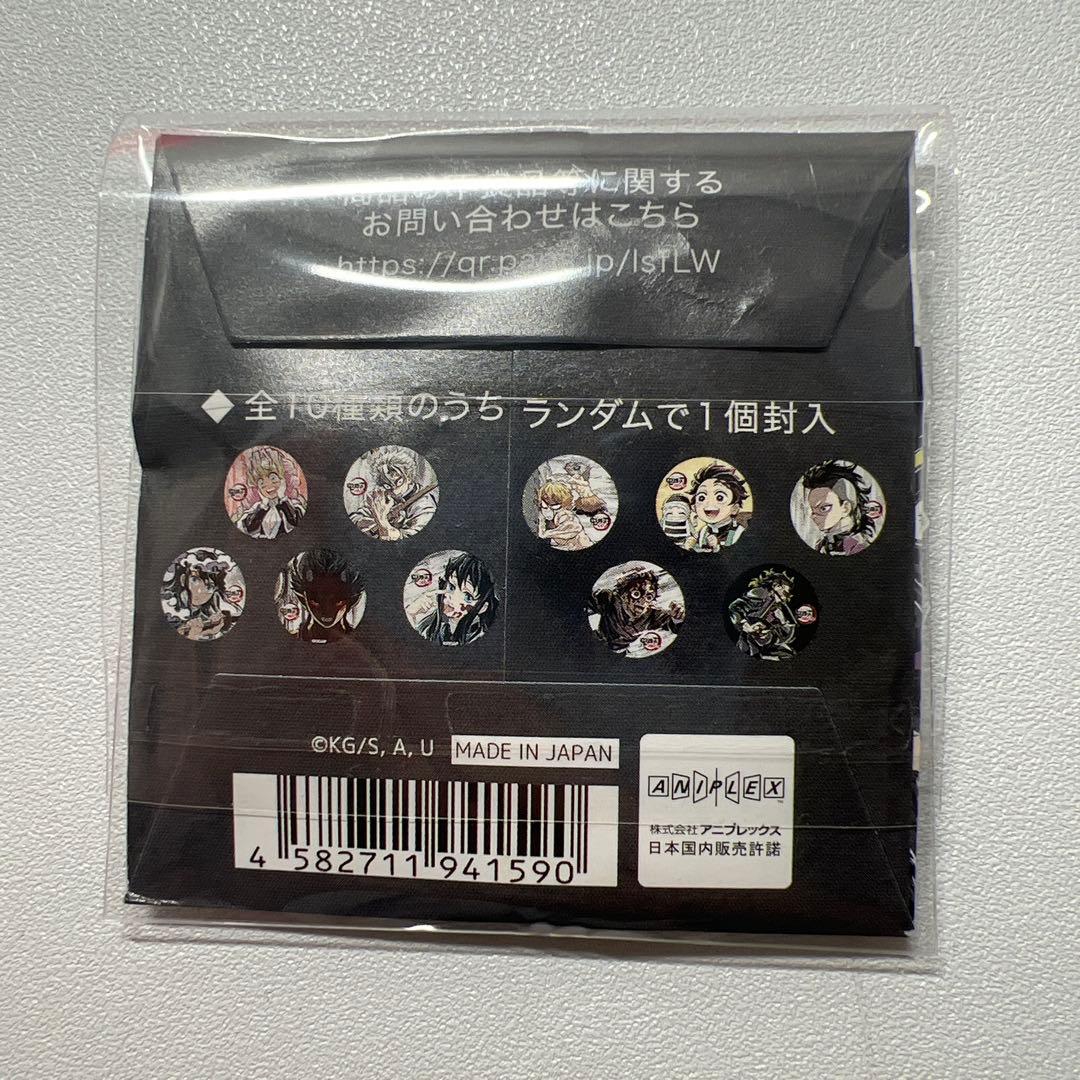 等に関する
お問い合わせはこちら
◆全10種類のうち ランダムで1個封入
©KG/S, A, U MADE IN JAPAN
ANIPLEX
株式会社 アニプレックス
日本国内販売許諾
4 582711 941590